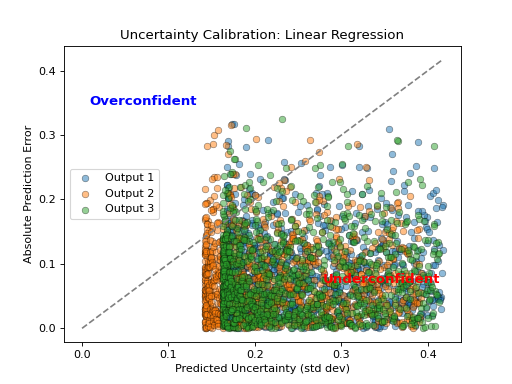 Uncertainty Calibration: Linear Regression
Absolute Prediction Error
0.4
0.3
0.2
0.1
0.0
Overconfident
Output 1
Output 2
Output 3
Underconfident
0.0 0.1 0.2 0.3 0.4
Predicted Uncertainty (std dev)